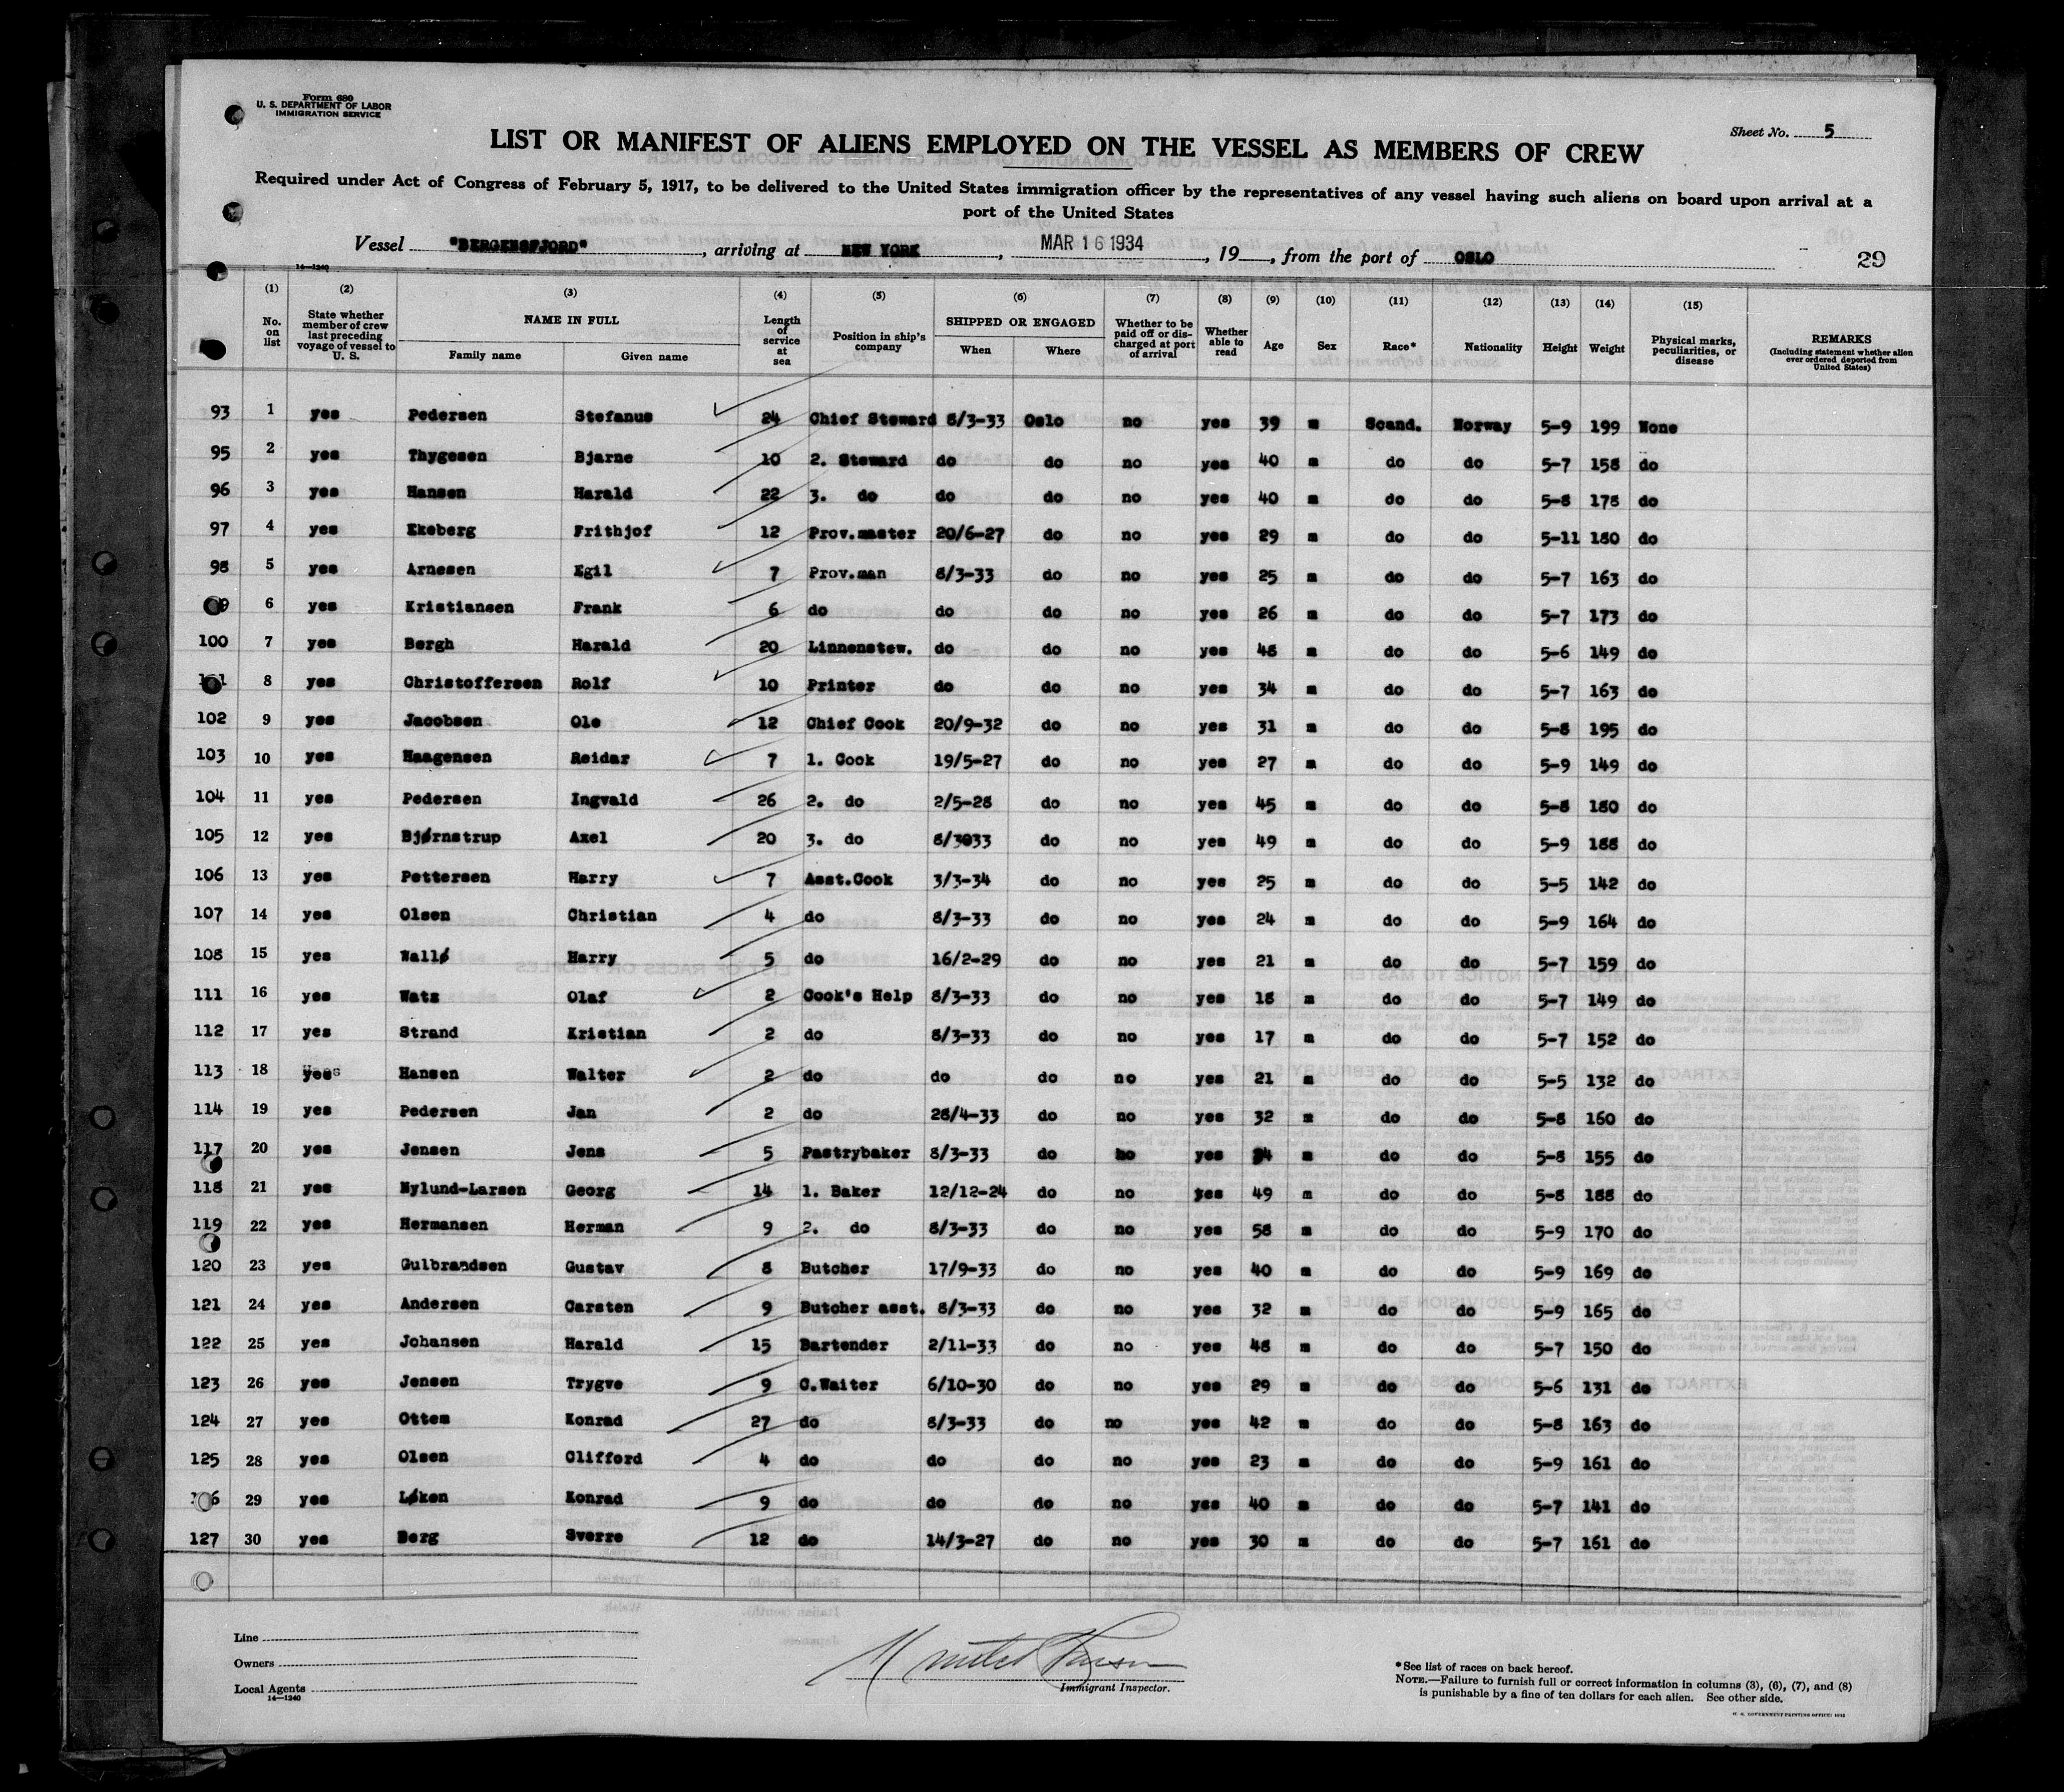 Form 680
U. S. DEPARTMENT OF LABOR
IMMIGRATION SERVICE
Sheet No. 5
LIST OR MANIFEST OF ALIENS EMPLOYED ON THE VESSEL AS MEMBERS OF CREW
Required under Act of Congress of February 5, 1917, to be delivered to the United States immigration officer by the representatives of any vessel having such aliens on board upon arrival at a
port of the United States
Vessel "BERGENSFJORD", arriving at NEW YORK, MAR 16 1934, 19 , from the port of OSLO 29
14—1240
(1) (2) (3) (4) (5) (6) (7) (8) (9) (10) (11) (12) (13) (14) (15)
No. on list
State whether member of crew last preceding voyage of vessel to U. S.
NAME IN FULL
Family name Given name
Length of service at sea
Position in ship's company
SHIPPED OR ENGAGED
When Where
Whether to be paid off or discharged at port of arrival
Whether able to read
Age Sex Race* Nationality Height Weight
Physical marks, peculiarities, or disease
REMARKS
(Including statement whether alien ever ordered deported from United States)
93 1 yes Pedersen Stefanus 24 Chief Steward 8/3-33 Oslo no yes 39 m Scand. Norway 5-9 199 None
95 2 yes Thygesen Bjarne 10 2. Steward do do no yes 40 m do do 5-7 158 do
96 3 yes Hansen Harald 22 3. do do do no yes 40 m do do 5-8 178 do
97 4 yes Ekeberg Frithjof 12 Prov.master 20/6-27 do no yes 29 m do do 5-11 180 do
98 5 yes Arnesen Egil 7 Prov.man 8/3-33 do no yes 25 m do do 5-7 163 do
6 yes Kristiansen Frank 6 do do do no yes 26 m do do 5-7 173 do
100 7 yes Bergh Harald 20 Linnenstew. do do no yes 48 m do do 5-6 149 do
8 yes Christoffersen Rolf 10 Printer do do no yes 34 m do do 5-7 163 do
102 9 yes Jacobsen Ole 12 Chief Cook 20/9-32 do no yes 31 m do do 5-8 195 do
103 10 yes Haagensen Reidar 7 1. Cook 19/5-27 do no yes 27 m do do 5-9 149 do
104 11 yes Pedersen Ingvald 26 2. do 2/5-28 do no yes 45 m do do 5-8 180 do
105 12 yes Bjørnstrup Axel 20 3. do 8/3033 do no yes 49 m do do 5-9 188 do
106 13 yes Pettersen Harry 7 Asst.Cook 3/3-34 do no yes 25 m do do 5-5 142 do
107 14 yes Olsen Christian 4 do 8/3-33 do no yes 24 m do do 5-9 164 do
108 15 yes Wallø Harry 5 do 16/2-29 do no yes 21 m do do 5-7 159 do
111 16 yes Watz Olaf 2 Cook's Help 8/3-33 do no yes 18 m do do 5-7 149 do
112 17 yes Strand Kristian 2 do 8/3-33 do no yes 17 m do do 5-7 152 do
113 18 yes Hansen Walter 2 do do do no yes 21 m do do 5-5 132 do
114 19 yes Pedersen Jan 2 do 28/4-33 do no yes 32 m do do 5-8 160 do
117 20 yes Jensen Jens 5 Pastrybaker 8/3-33 do no yes m do do 5-8 155 do
118 21 yes Nylund-Larsen Georg 14 1. Baker 12/12-24 do no yes 49 m do do 5-8 188 do
119 22 yes Hermansen Herman 9 2. do 8/3-33 do no yes 58 m do do 5-9 170 do
120 23 yes Gulbrandsen Gustav 8 Butcher 17/9-33 do no yes 40 m do do 5-9 169 do
121 24 yes Andersen Carsten 9 Butcher asst. 8/3-33 do no yes 32 m do do 5-9 165 do
122 25 yes Johansen Harald 15 Bartender 2/11-33 do no yes 48 m do do 5-7 150 do
123 26 yes Jensen Trygve 9 C.Waiter 6/10-30 do no yes 29 m do do 5-6 131 do
124 27 yes Ottem Konrad 27 do 8/3-33 do no yes 42 m do do 5-8 163 do
125 28 yes Olsen Clifford 4 do do do no yes 23 m do do 5-9 161 do
29 yes Løken Konrad 9 do do do no yes 40 m do do 5-7 141 do
127 30 yes Berg Sverre 12 do 14/3-27 do no yes 30 m do do 5-7 161 do
Line
Owners
Local Agents
14—1240
Immigrant Inspector.
*See list of races on back hereof.
NOTE.—Failure to furnish full or correct information in columns (3), (6), (7), and (8)
is punishable by a fine of ten dollars for each alien. See other side.